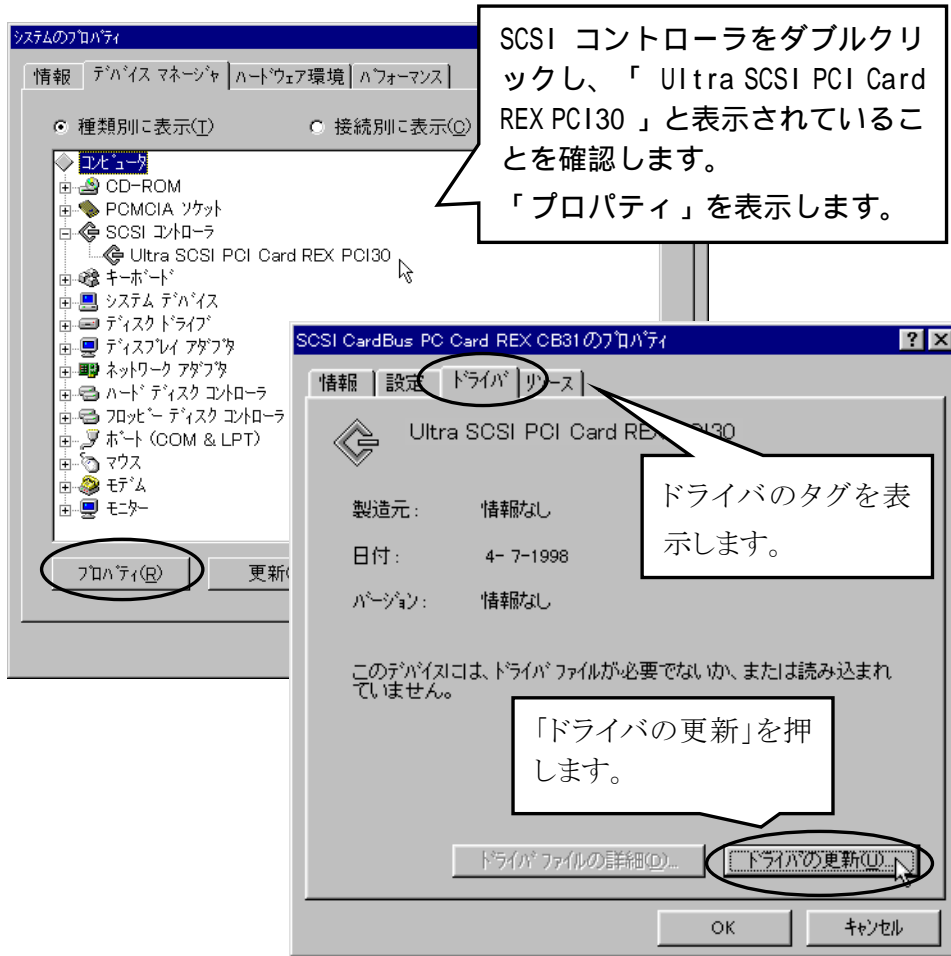 システムのプロパティ
情報
デバイス マネージャ
ハードウェア環境
パフォーマンス
種類別に表示(T)
接続別に表示(C)
コンピュータ
CD-ROM
PCMCIA ソケット
SCSI コントローラ
Ultra SCSI PCI Card REX PCI30
キーボード
システム デバイス
ディスク ドライブ
ディスプレイ アダプタ
ネットワーク アダプタ
ハード ディスク コントローラ
フロッピー ディスク コントローラ
ポート (COM & LPT)
マウス
モデム
モニター
プロパティ(R)
更新(
SCSI コントローラをダブルクリ
ックし、「 Ultra SCSI PCI Card
REX PCI30 」と表示されているこ
とを確認します。
「プロパティ」を表示します。
SCSI CardBus PC Card REX CB31のプロパティ
情報
設定
ドライバ
リソース
Ultra SCSI PCI Card REX PCI30
ドライバのタグを表
示します。
製造元:
情報なし
日付:
4- 7-1998
バージョン:
情報なし
このデバイスには、ドライバ ファイルが必要でないか、または読み込まれ
ていません。
「ドライバの更新」を押
します。
ドライバ ファイルの詳細(D)...
ドライバの更新(U)...
OK
キャンセル